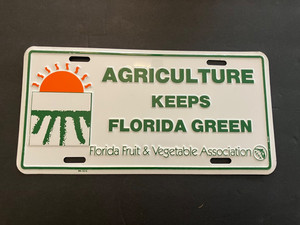 AGRICULTURE
KEEPS
FLORIDA GREEN
Florida Fruit & Vegetable Association